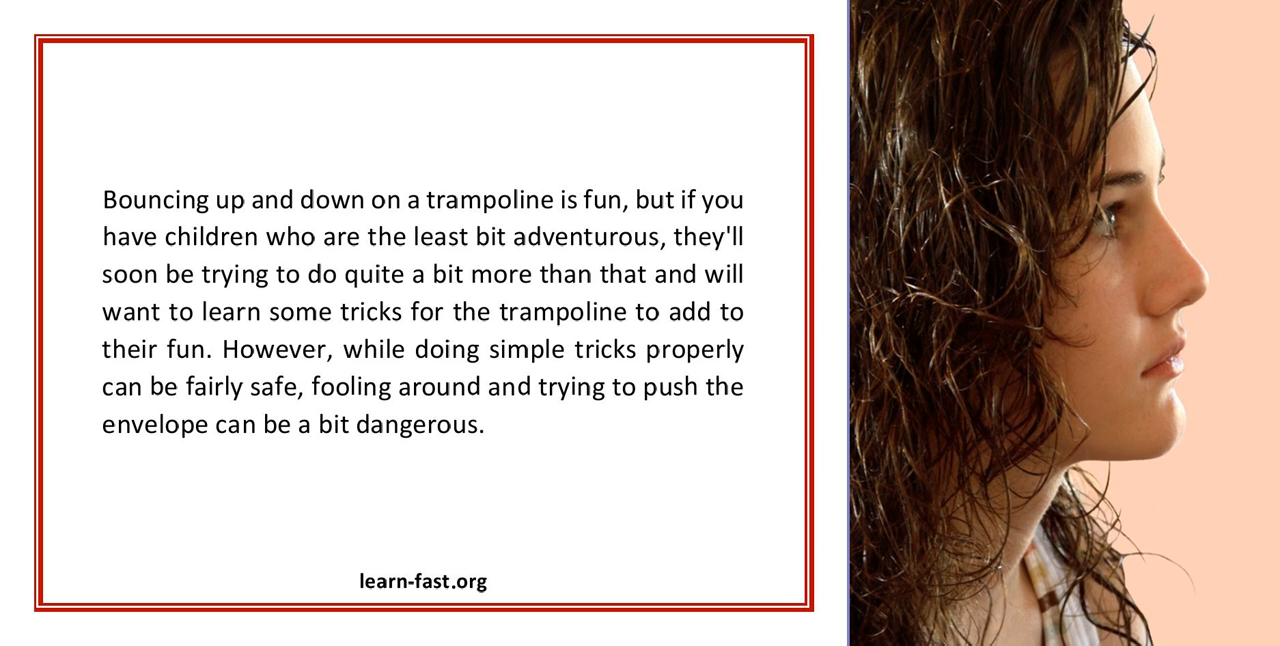 Bouncing up and down on a trampoline is fun, but if you
have children who are the least bit adventurous, they'll
soon be trying to do quite a bit more than that and will
want to learn some tricks for the trampoline to add to
their fun. However, while doing simple tricks properly
can be fairly safe, fooling around and trying to push the
envelope can be a bit dangerous.
learn-fast.org